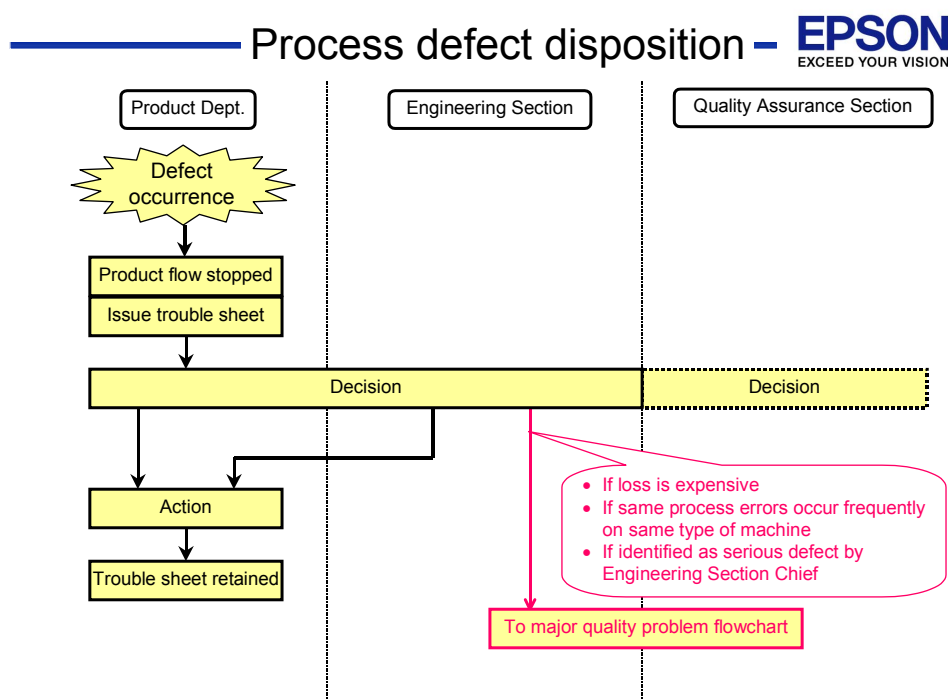 Process defect disposition
EPSON
EXCEED YOUR VISION
Product Dept.
Engineering Section
Quality Assurance Section
Defect
occurrence
Product flow stopped
Issue trouble sheet
Decision
Decision
• If loss is expensive
• If same process errors occur frequently
on same type of machine
• If identified as serious defect by
Engineering Section Chief
Action
Trouble sheet retained
To major quality problem flowchart